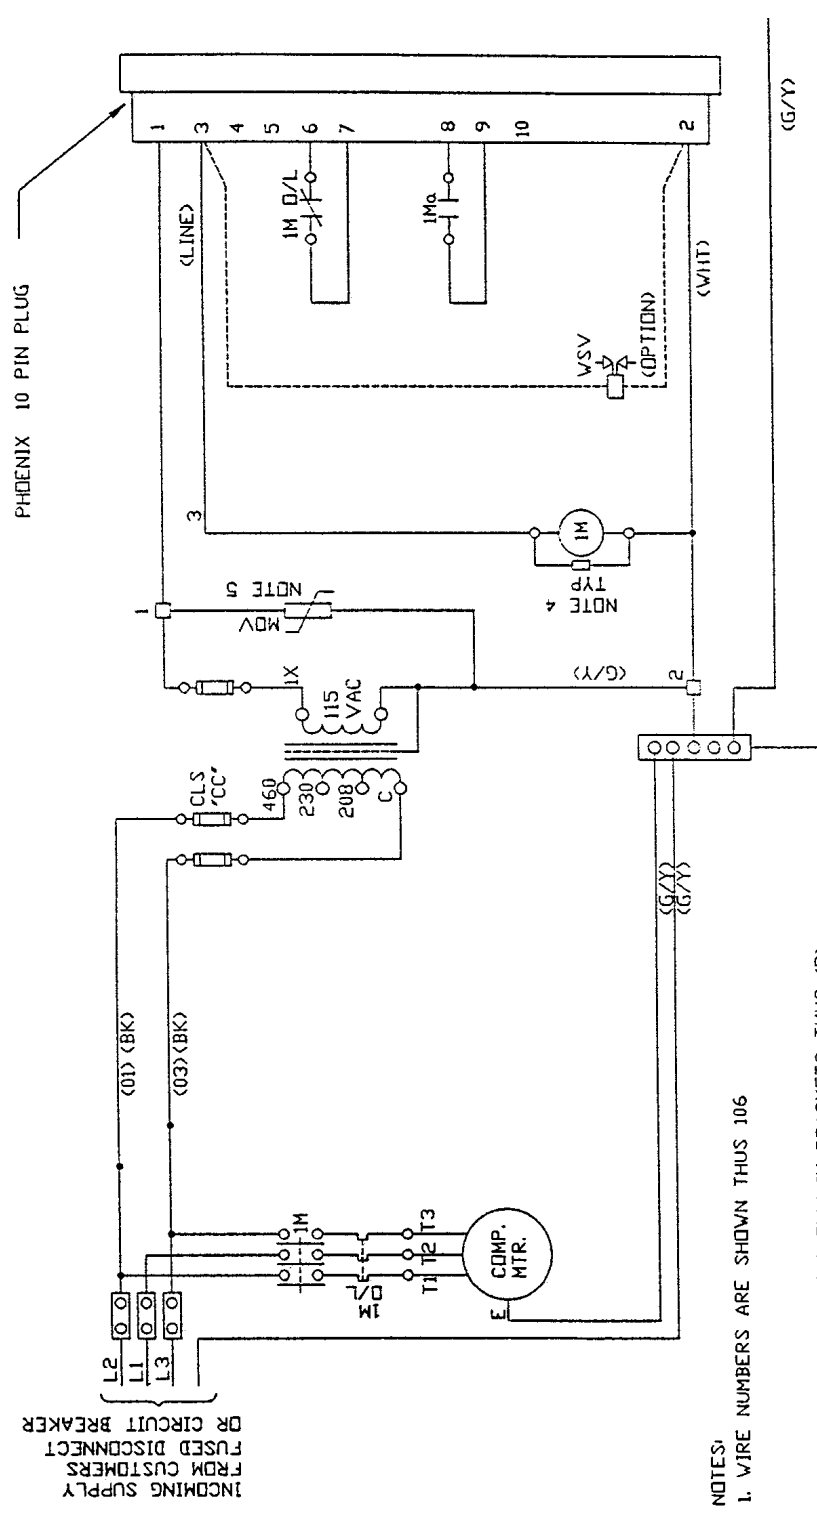 PHOENIX 10 PIN PLUG
1
3
4
5
6
7
8
9
10
2
(G/Y)
(LINE)
1M O/L
1Ma
(WHT)
WSV
(OPTION)
3
1M
TYP
NOTE 4
1
NOTE 5
MOV
1X
115
VAC
(G/Y)
2
CLS
"CC"
460
230
208
C
(G/Y)
(G/Y)
(01)(BK)
(03)(BK)
1M
1M
O/L
T3
T2
T1
COMP.
MTR.
E
L2
L1
L3
INCOMING SUPPLY
FROM CUSTOMERS
FUSED DISCONNECT
OR CIRCUIT BREAKER
NOTES:
1. WIRE NUMBERS ARE SHOWN THUS 106